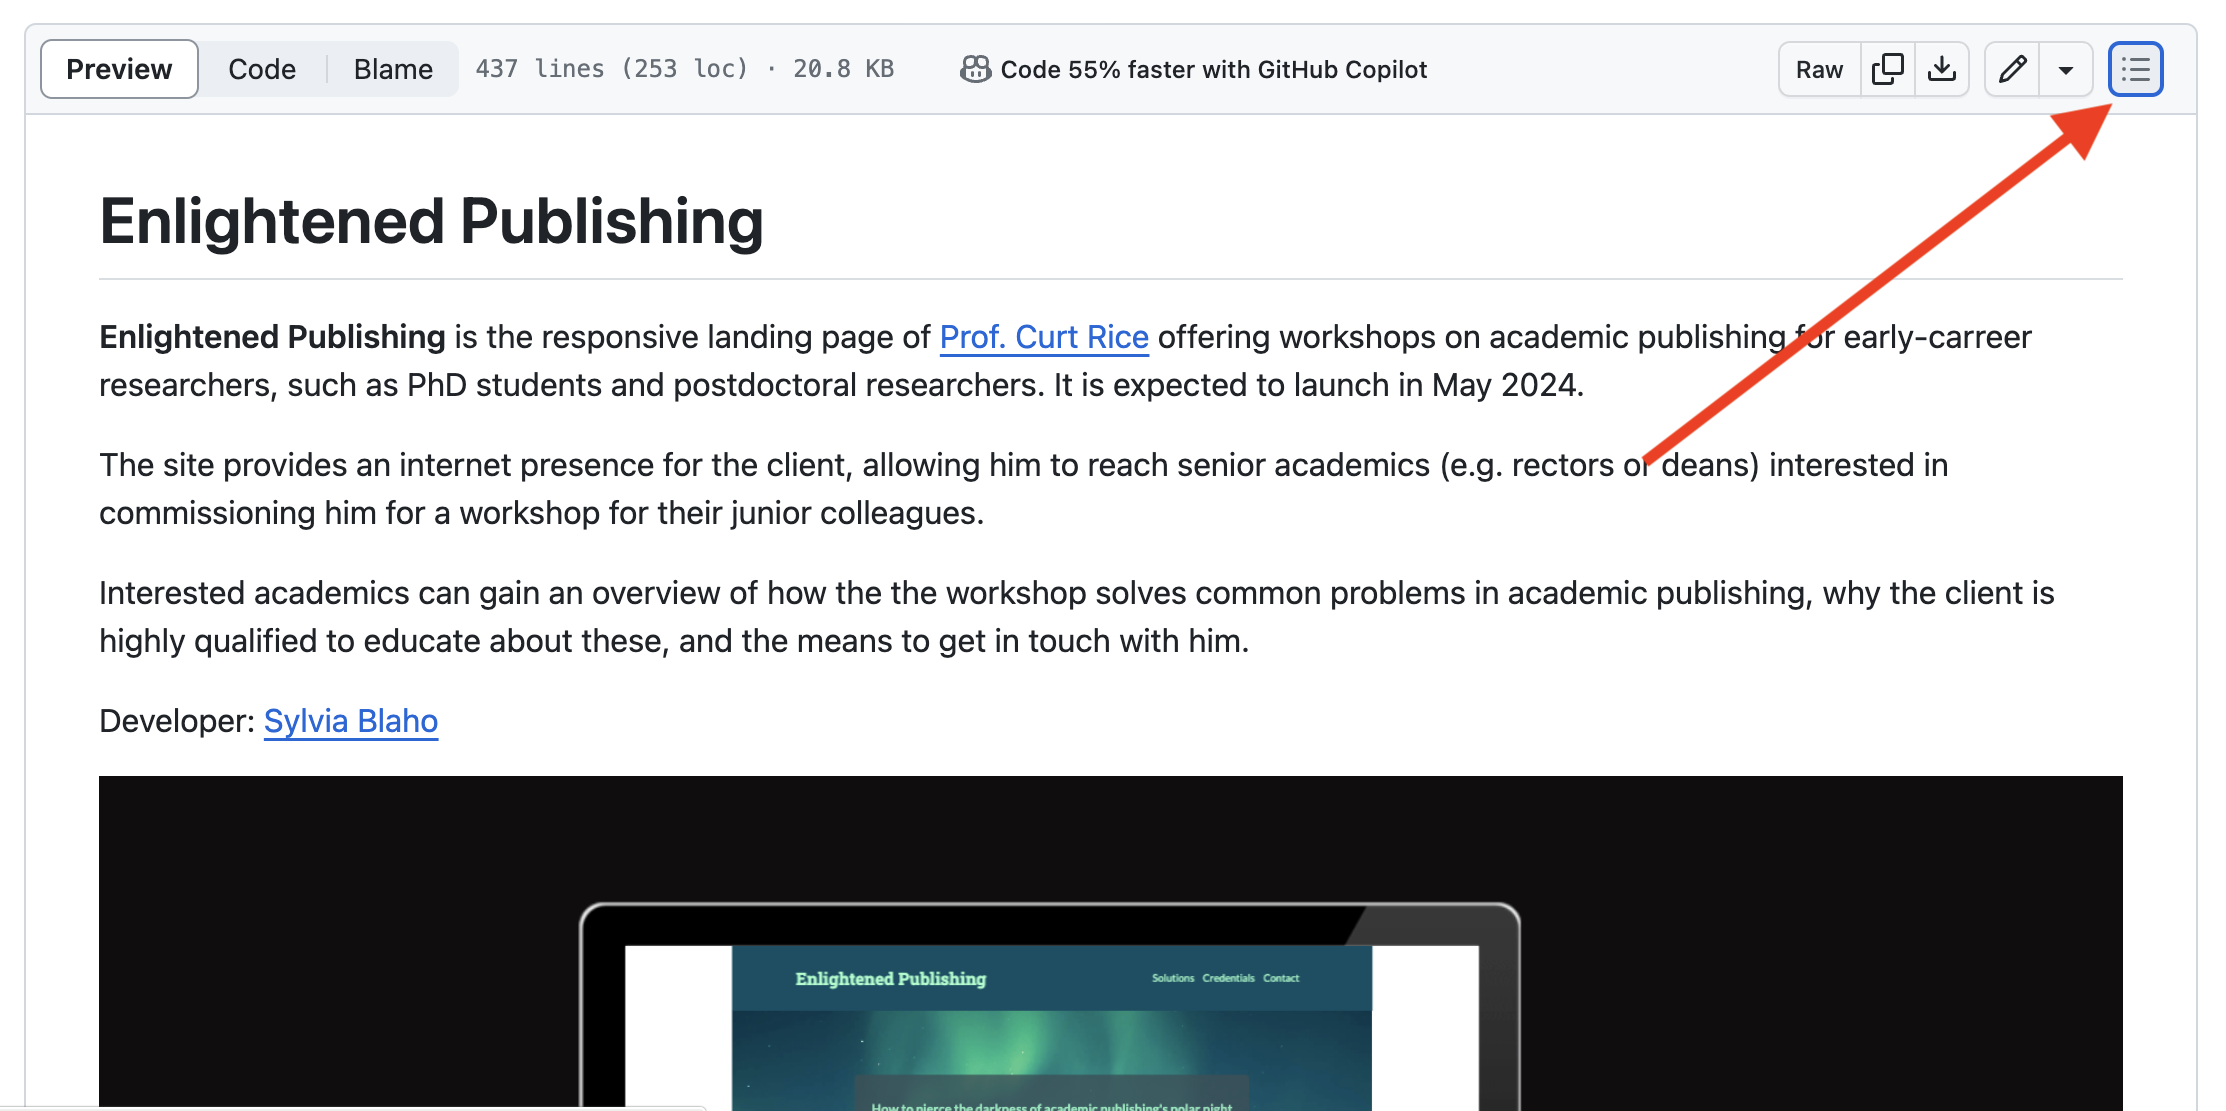 Preview Code Blame 437 lines (253 loc) · 20.8 KB Code 55% faster with GitHub Copilot Raw
Enlightened Publishing
Enlightened Publishing is the responsive landing page of Prof. Curt Rice offering workshops on academic publishing for early-carreer
researchers, such as PhD students and postdoctoral researchers. It is expected to launch in May 2024.
The site provides an internet presence for the client, allowing him to reach senior academics (e.g. rectors or deans) interested in
commissioning him for a workshop for their junior colleagues.
Interested academics can gain an overview of how the the workshop solves common problems in academic publishing, why the client is
highly qualified to educate about these, and the means to get in touch with him.
Developer: Sylvia Blaho
Enlightened Publishing Solutions Credentials Contact
How to pierce the darkness of academic publishing's polar night